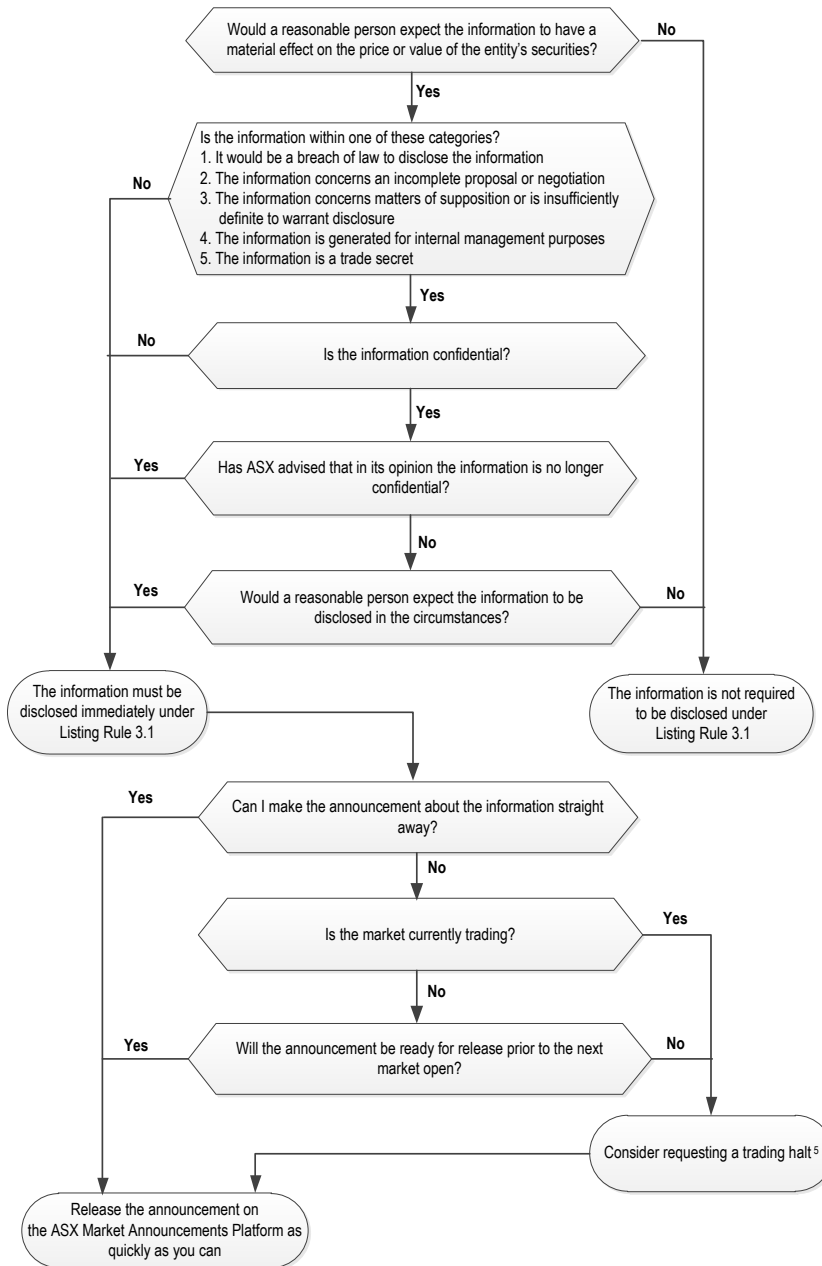 Would a reasonable person expect the information to have a
material effect on the price or value of the entity's securities?
No
Yes
Is the information within one of these categories?
1. It would be a breach of law to disclose the information
2. The information concerns an incomplete proposal or negotiation
3. The information concerns matters of supposition or is insufficiently
definite to warrant disclosure
4. The information is generated for internal management purposes
5. The information is a trade secret
No
Yes
No
Is the information confidential?
Yes
Yes
Has ASX advised that in its opinion the information is no longer
confidential?
No
Yes
Would a reasonable person expect the information to be
disclosed in the circumstances?
No
The information must be
disclosed immediately under
Listing Rule 3.1
The information is not required
to be disclosed under
Listing Rule 3.1
Yes
Can I make the announcement about the information straight
away?
No
Is the market currently trading?
Yes
No
Yes
Will the announcement be ready for release prior to the next
market open?
No
Consider requesting a trading halt 5
Release the announcement on
the ASX Market Announcements Platform as
quickly as you can